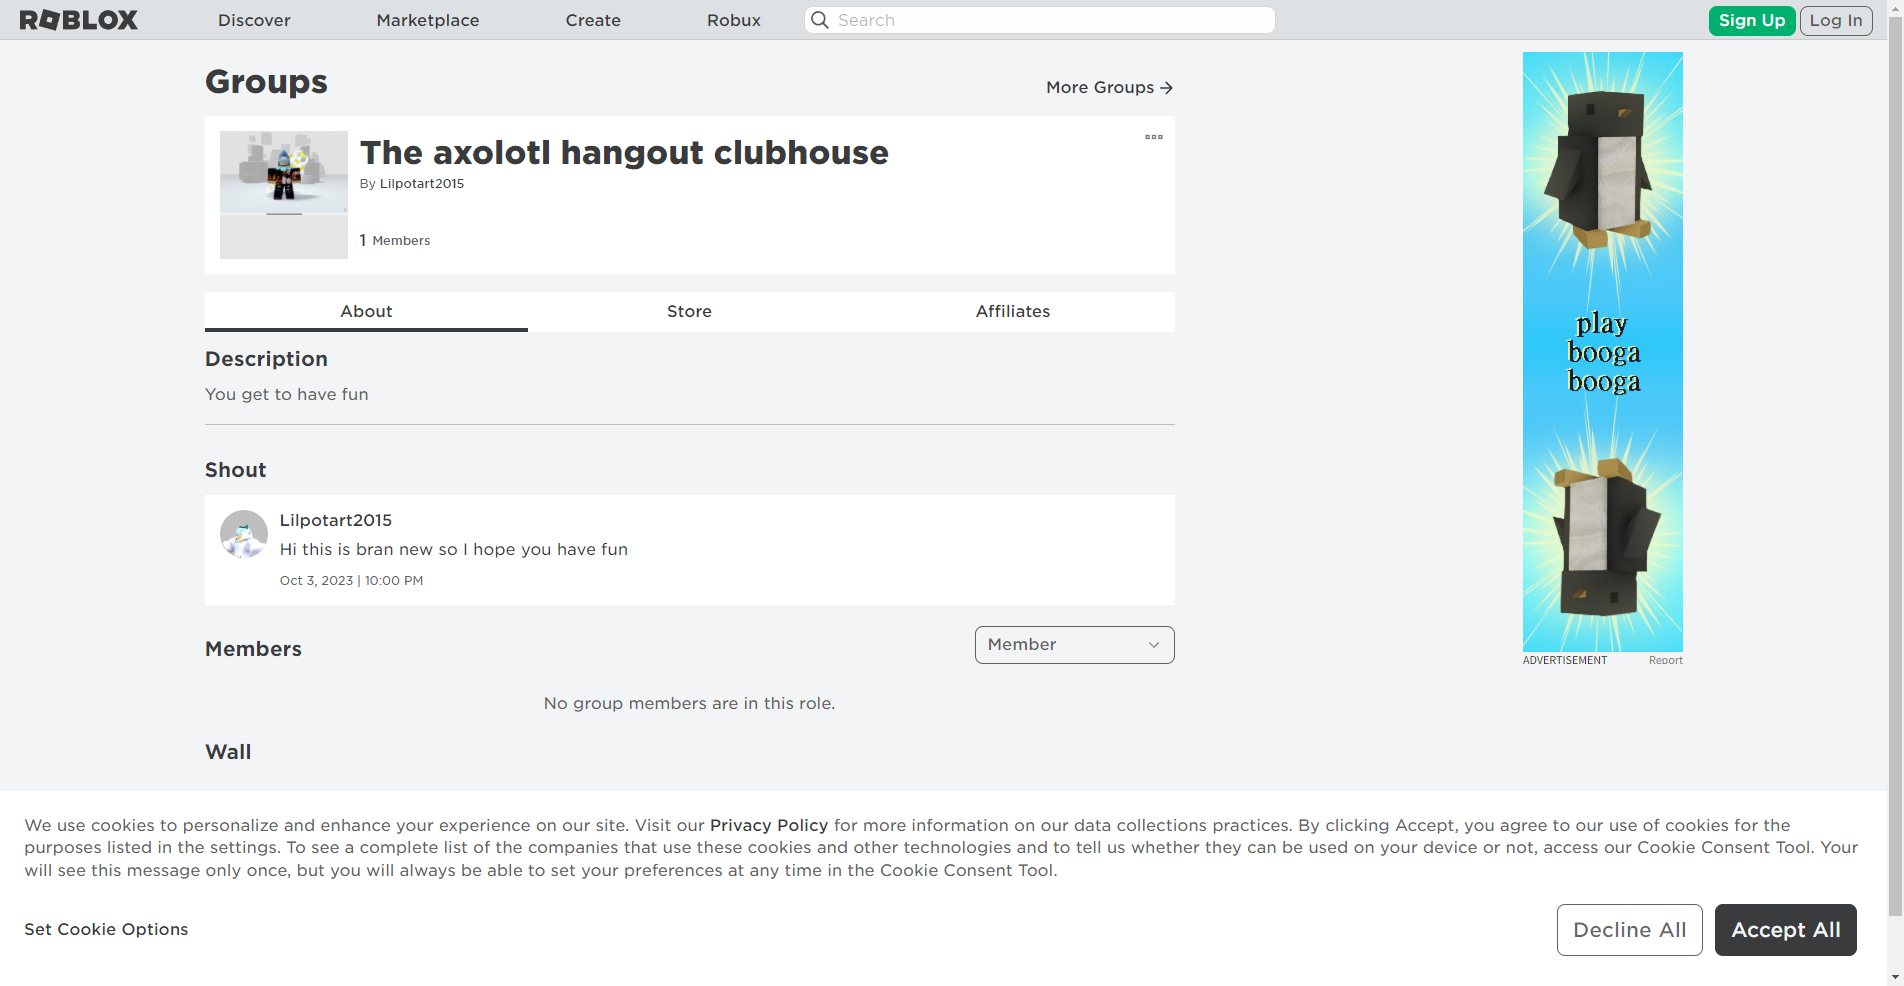 ROBLOX Discover Marketplace Create Robux Search Sign Up Log In
Groups
More Groups
The axolotl hangout clubhouse
By Lilpotart2015
1 Members
About Store Affiliates
Description
You get to have fun
Shout
Lilpotart2015
Hi this is bran new so I hope you have fun
Oct 3, 2023 | 10:00 PM
Members
Member
No group members are in this role.
Wall
play
booga
booga
ADVERTISEMENT Report
We use cookies to personalize and enhance your experience on our site. Visit our Privacy Policy for more information on our data collections practices. By clicking Accept, you agree to our use of cookies for the
purposes listed in the settings. To see a complete list of the companies that use these cookies and other technologies and to tell us whether they can be used on your device or not, access our Cookie Consent Tool. Your
will see this message only once, but you will always be able to set your preferences at any time in the Cookie Consent Tool.
Set Cookie Options
Decline All
Accept All